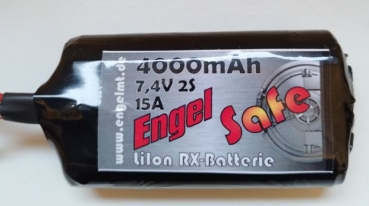 www.engelmt.de
4000mAh
7,4V 2S
15A
Engel Safe
LiIon RX-Batterie